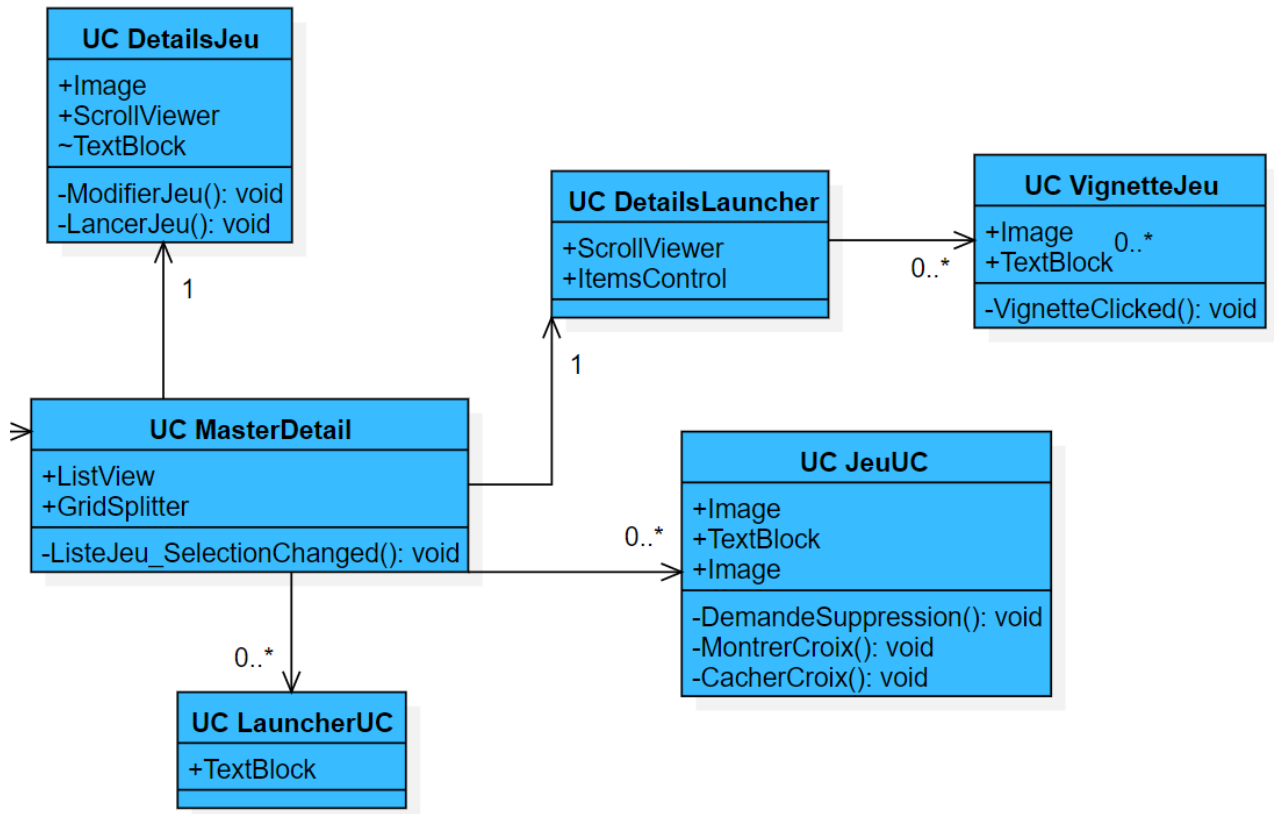 UC DetailsJeu
+Image
+ScrollViewer
~TextBlock
-ModifierJeu(): void
-LancerJeu(): void
1
UC DetailsLauncher
+ScrollViewer
+ItemsControl
0..*
UC VignetteJeu
+Image
0..*
+TextBlock
-VignetteClicked(): void
1
UC MasterDetail
+ListView
+GridSplitter
-ListeJeu_SelectionChanged(): void
0..*
UC JeuUC
+Image
+TextBlock
+Image
-DemandeSuppression(): void
-MontrerCroix(): void
-CacherCroix(): void
0..*
UC LauncherUC
+TextBlock